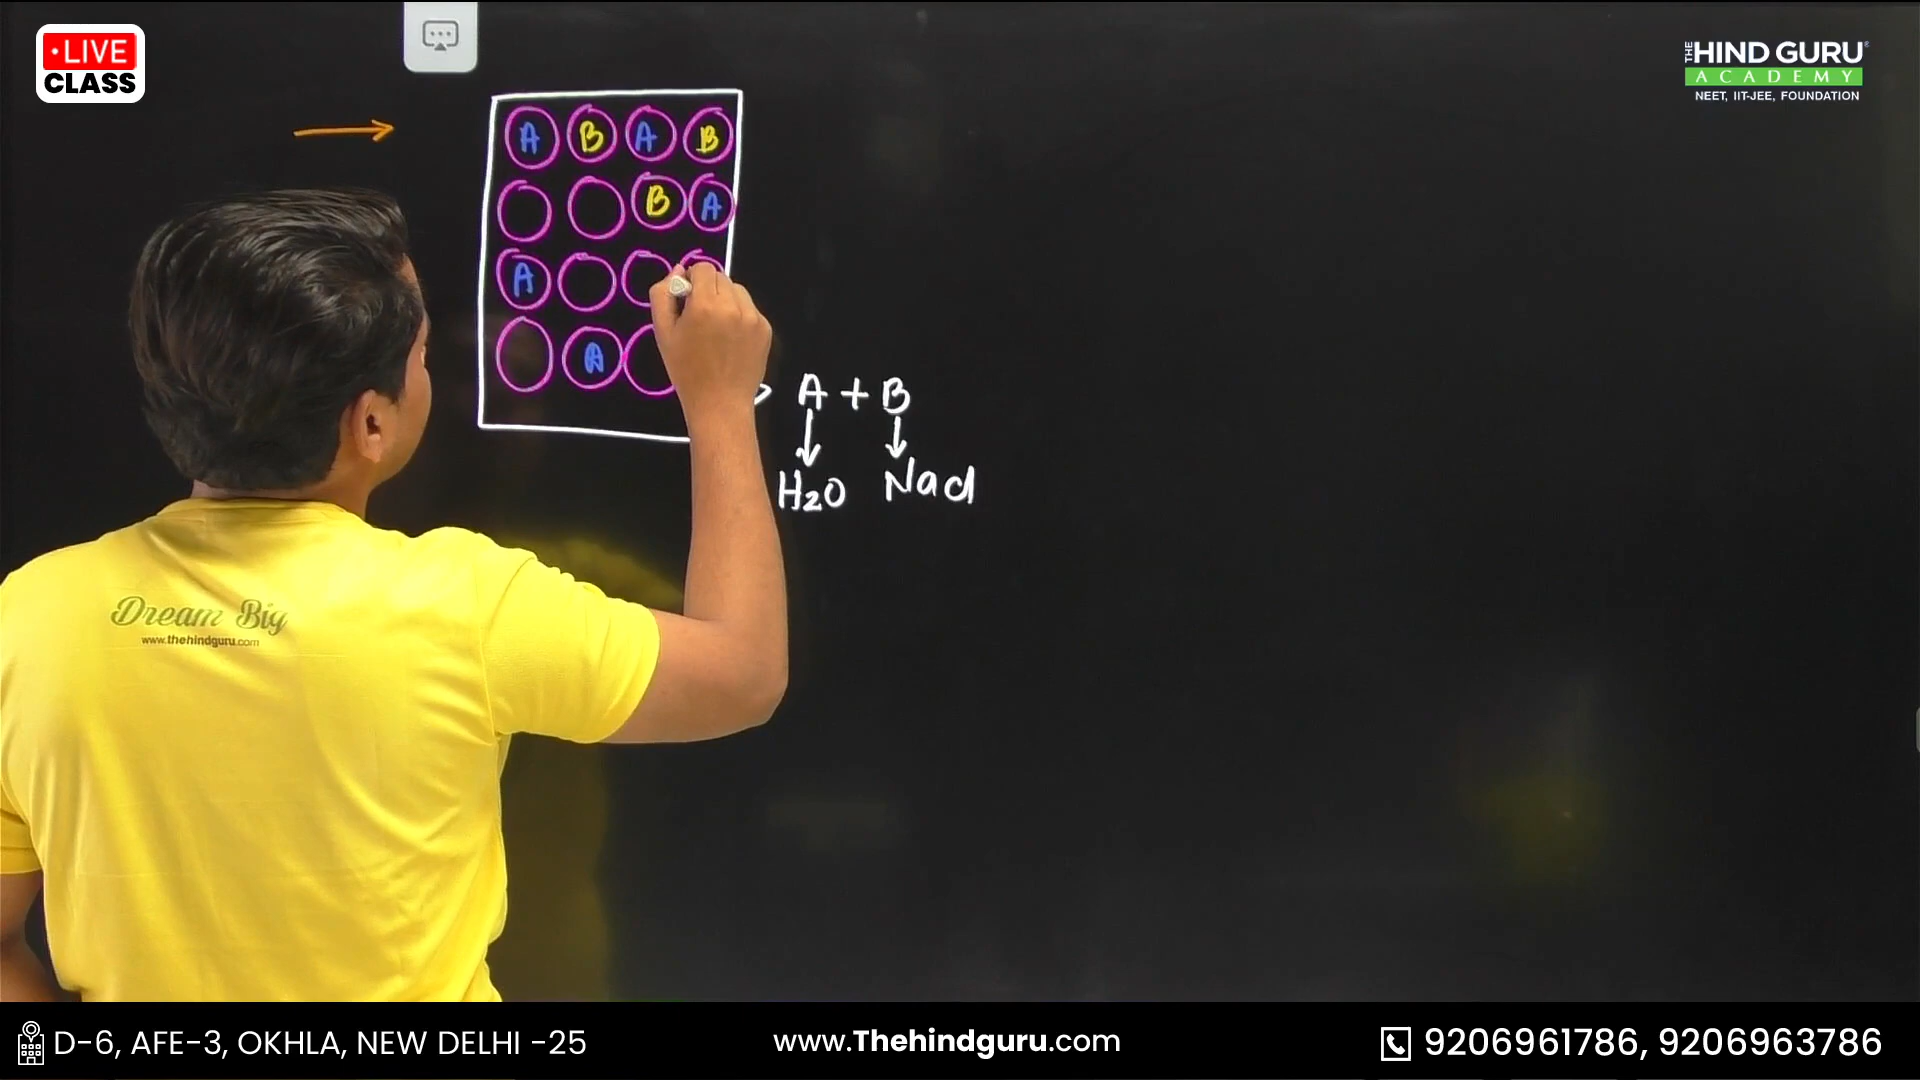 LIVE
CLASS
THE HIND GURU
ACADEMY
NEET, IIT-JEE, FOUNDATION
A B A B
B A
A
A
A + B
H2O NaCl
Dream Big
www.thehindguru.com
D-6, AFE-3, OKHLA, NEW DELHI -25
www.Thehindguru.com
9206961786, 9206963786